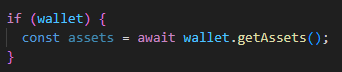 if (wallet) {
  const assets = await wallet.getAssets();
}